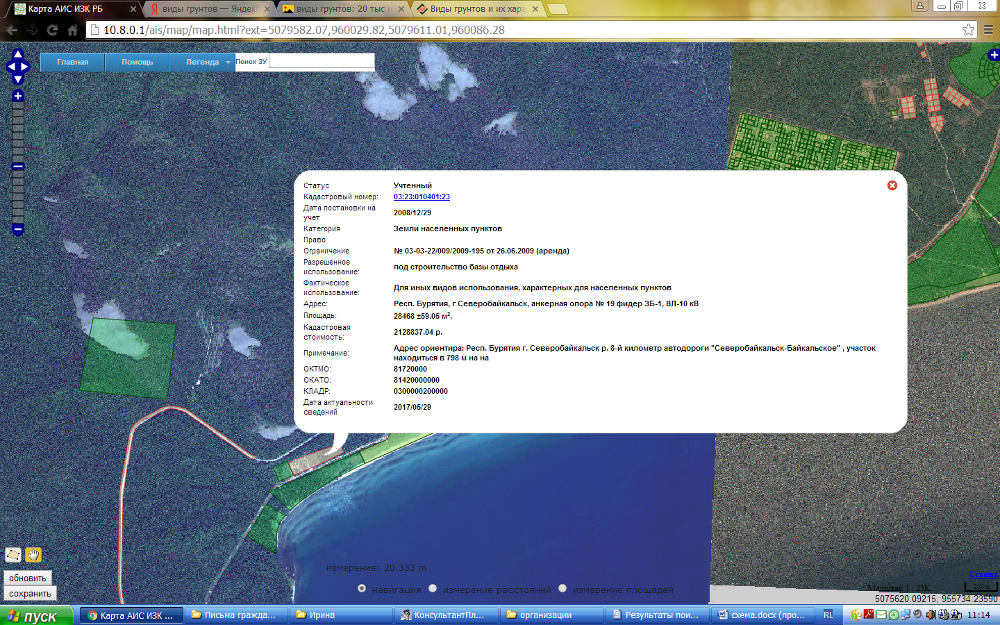 Карта АИС ИЗК РБ
виды грунтов — Яндекс
виды грунтов: 20 тыс и
Виды грунтов и их хара
10.8.0.1/ais/map/map.html?ext=5079582.07,960029.82,5079611.01,960086.28
Главная
Помощь
Легенда
Поиск ЗУ
Статус Учтенный
Кадастровый номер: 03:23:010401:23
Дата постановки на
учет 2008/12/29
Категория Земли населенных пунктов
Право
Ограничение № 03-03-22/009/2009-195 от 26.06.2009 (аренда)
Разрешенное
использование: под строительство базы отдыха
Фактическое
использование: Для иных видов использования, характерных для населенных пунктов
Адрес: Респ. Бурятия, г Северобайкальск, анкерная опора № 19 фидер ЗБ-1, ВЛ-10 кВ
Площадь: 28468 ±59.05 м².
Кадастровая
стоимость: 2128837.04 р.
Примечание: Адрес ориентира: Респ. Бурятия г. Северобайкальск р. 8-й километр автодороги "Северобайкальск-Байкальское" , участок
находиться в 798 м на на
ОКТМО: 81720000
ОКАТО: 81420000000
КЛАДР: 0300000200000
Дата актуальности
сведений 2017/05/29
измерение: 20.333 m
навигация измерение расстояний измерение площадей
обновить
сохранить
Ссылка
Масштаб 1 : 25K
200 m
5075620.09215, 955734.23590
пуск
Карта АИС ИЗК ...
Письма гражда...
Ирина
КонсультантПл...
организации
Результаты пои...
схема.docx (про...
RU
11:14